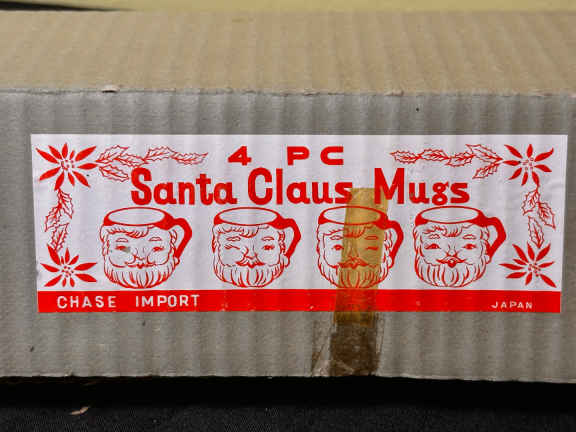 4 PC
Santa Claus Mugs
CHASE IMPORT
JAPAN